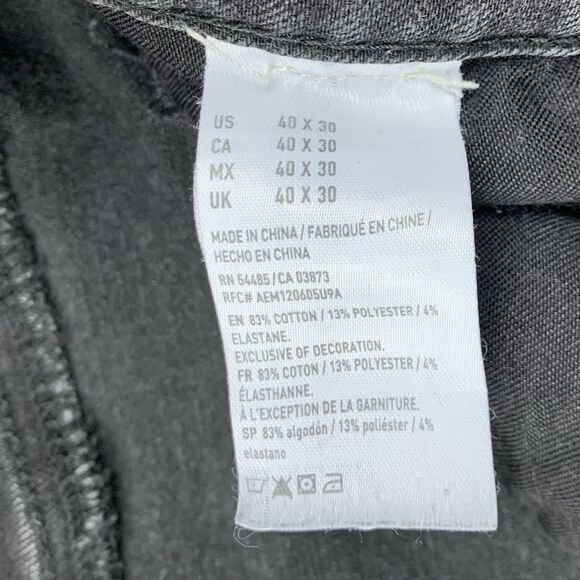 US 40 X 30
CA 40 X 30
MX 40 X 30
UK 40 X 30
MADE IN CHINA / FABRIQUÉ EN CHINE /
HECHO EN CHINA
RN 54485 / CA 03873
RFC# AEM120605U9A
EN 83% COTTON / 13% POLYESTER / 4%
ELASTANE.
EXCLUSIVE OF DECORATION.
FR 83% COTON / 13% POLYESTER / 4%
ÉLASTHANNE.
À L'EXCEPTION DE LA GARNITURE.
SP 83% algodón / 13% poliéster / 4%
elastano